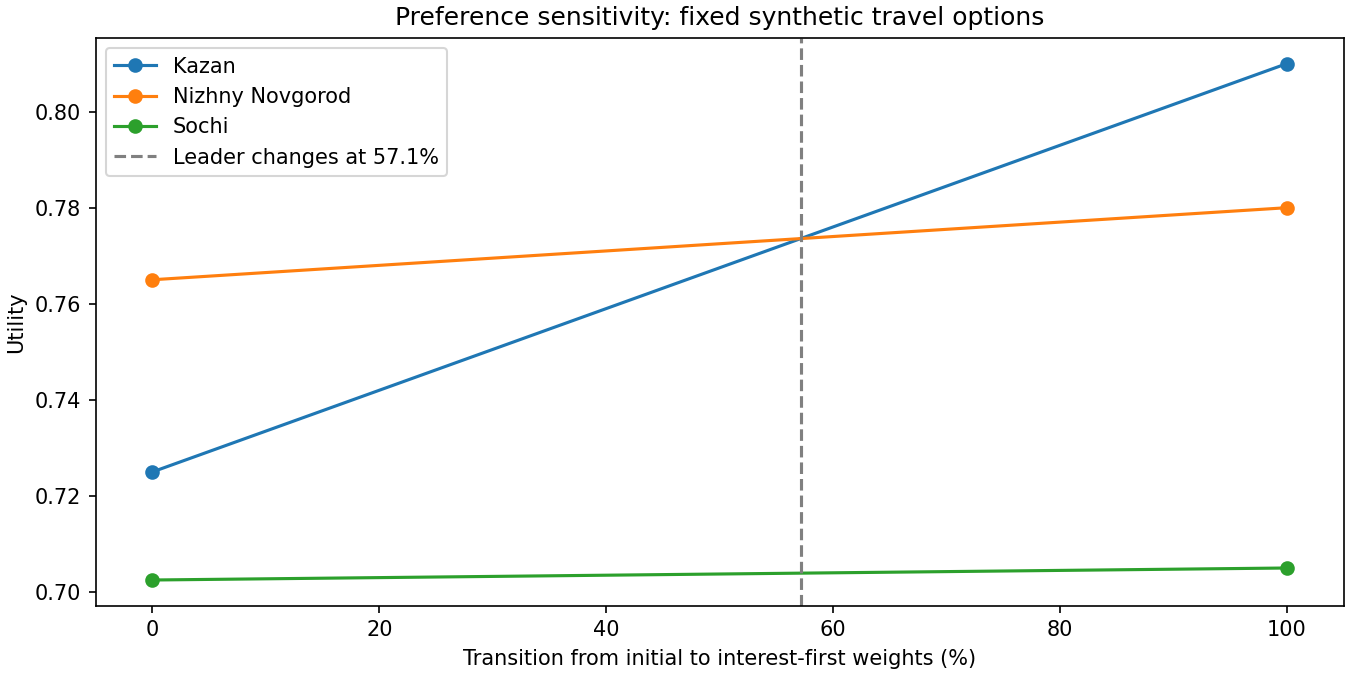 Preference sensitivity: fixed synthetic travel options
Kazan
Nizhny Novgorod
Sochi
Leader changes at 57.1%
0.80
0.78
0.76
0.74
0.72
0.70
Utility
0 20 40 60 80 100
Transition from initial to interest-first weights (%)